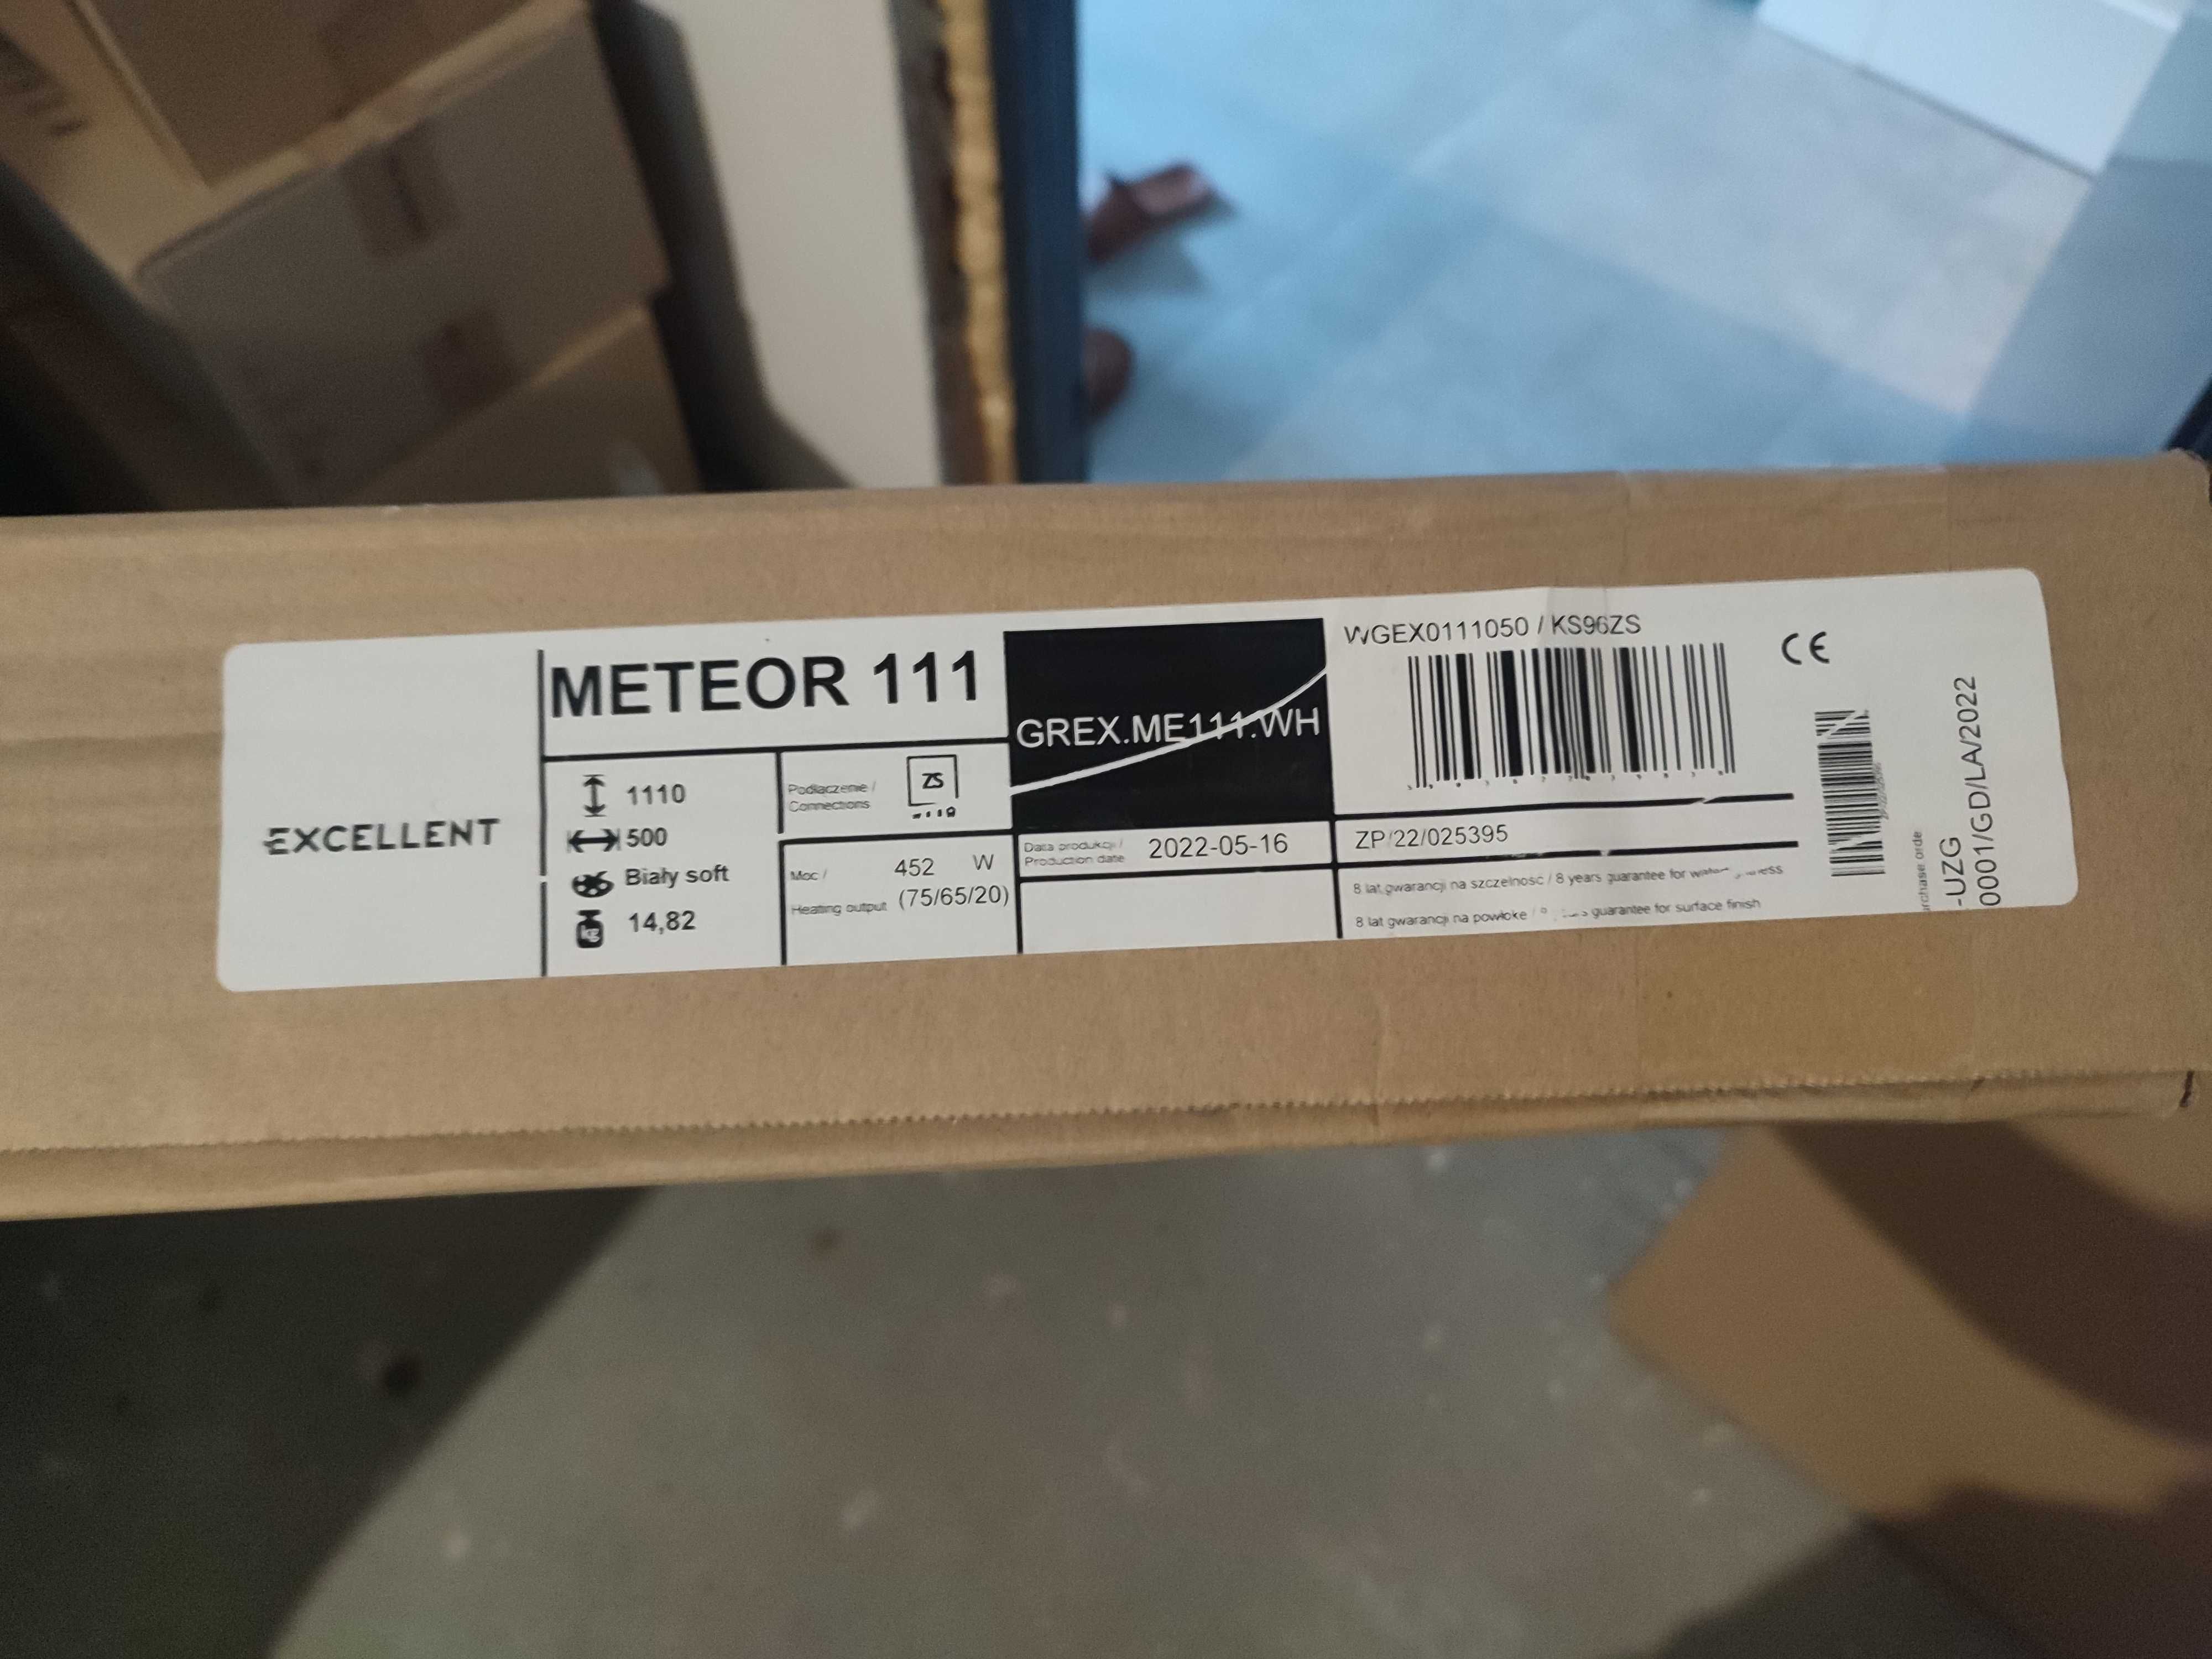 EXCELLENT
METEOR 111
1110
500
Biały soft
kg
14,82
Podłączenie /
Connections
ZS
Moc /
Heating output
452 W
(75/65/20)
GREX.ME111.WH
Data produkcji /
Production date
2022-05-16
WGEX0111050 / KS96ZS
CE
ZP/22/025395
8 lat gwarancji na szczelność / 8 years guarantee for
8 lat gwarancji na powłokę / guarantee for surface finish
-UZG
0001/GD/LA/2022